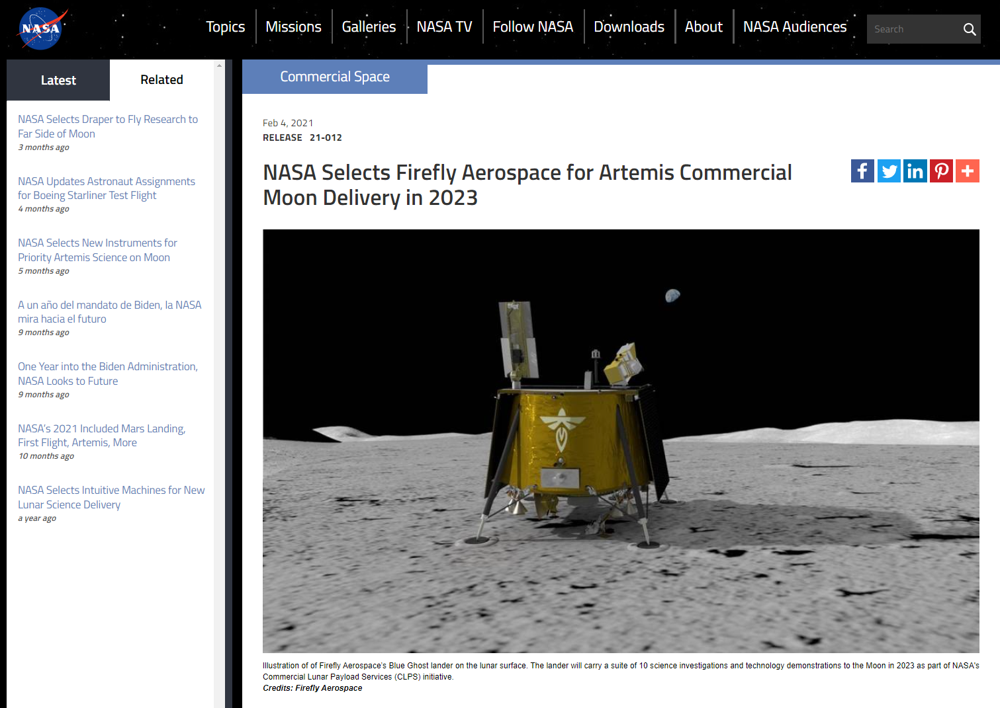 NASA
Topics
Missions
Galleries
NASA TV
Follow NASA
Downloads
About
NASA Audiences
Search
Latest
Related
NASA Selects Draper to Fly Research to
Far Side of Moon
3 months ago
NASA Updates Astronaut Assignments
for Boeing Starliner Test Flight
4 months ago
NASA Selects New Instruments for
Priority Artemis Science on Moon
5 months ago
A un año del mandato de Biden, la NASA
mira hacia el futuro
9 months ago
One Year into the Biden Administration,
NASA Looks to Future
9 months ago
NASA's 2021 Included Mars Landing,
First Flight, Artemis, More
10 months ago
NASA Selects Intuitive Machines for New
Lunar Science Delivery
a year ago
Commercial Space
Feb 4, 2021
RELEASE 21-012
NASA Selects Firefly Aerospace for Artemis Commercial
Moon Delivery in 2023
Illustration of of Firefly Aerospace's Blue Ghost lander on the lunar surface. The lander will carry a suite of 10 science investigations and technology demonstrations to the Moon in 2023 as part of NASA's
Commercial Lunar Payload Services (CLPS) initiative.
Credits: Firefly Aerospace